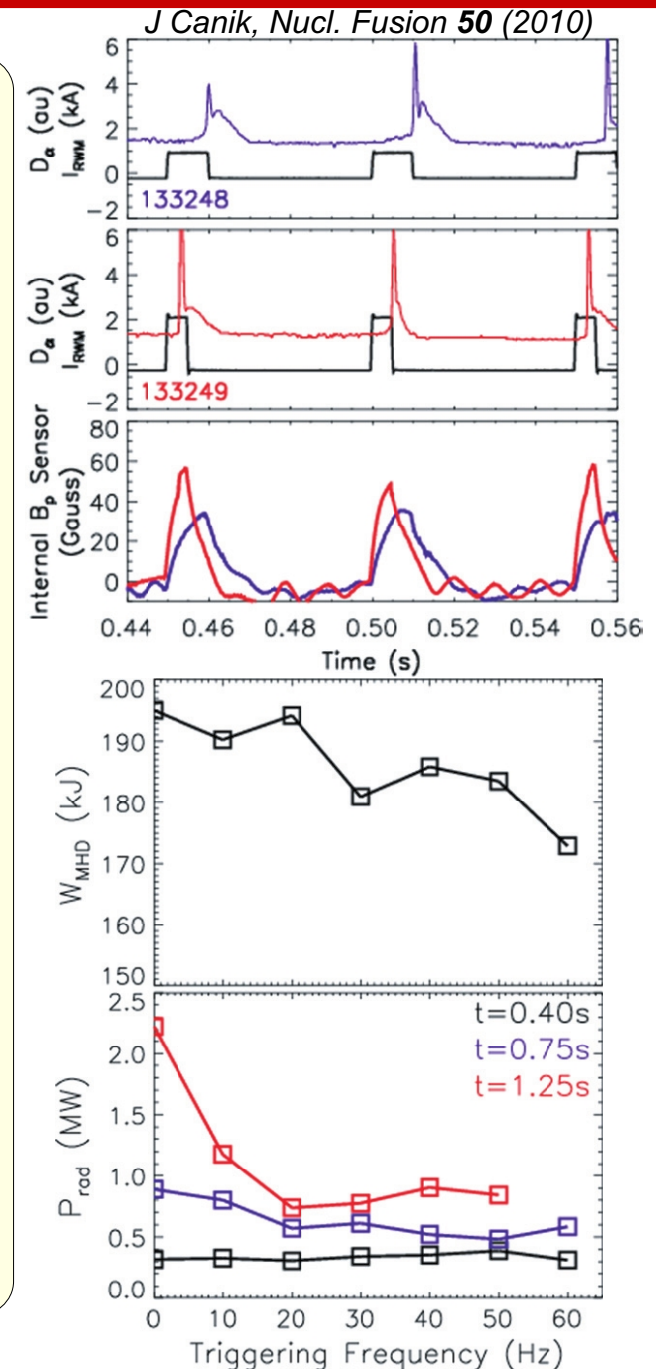 J Canik, Nucl. Fusion 50 (2010)
6
4
2
0
−2
Dα (au)
IRWM (kA)
133248
6
4
2
0
−2
Dα (au)
IRWM (kA)
133249
80
60
40
20
0
Internal Bp Sensor
(Gauss)
0.44 0.46 0.48 0.50 0.52 0.54 0.56
Time (s)
200
190
180
170
160
150
WMHD (kJ)
2.5
2.0
1.5
1.0
0.5
0.0
Prad (MW)
t=0.40s
t=0.75s
t=1.25s
0 10 20 30 40 50 60
Triggering Frequency (Hz)